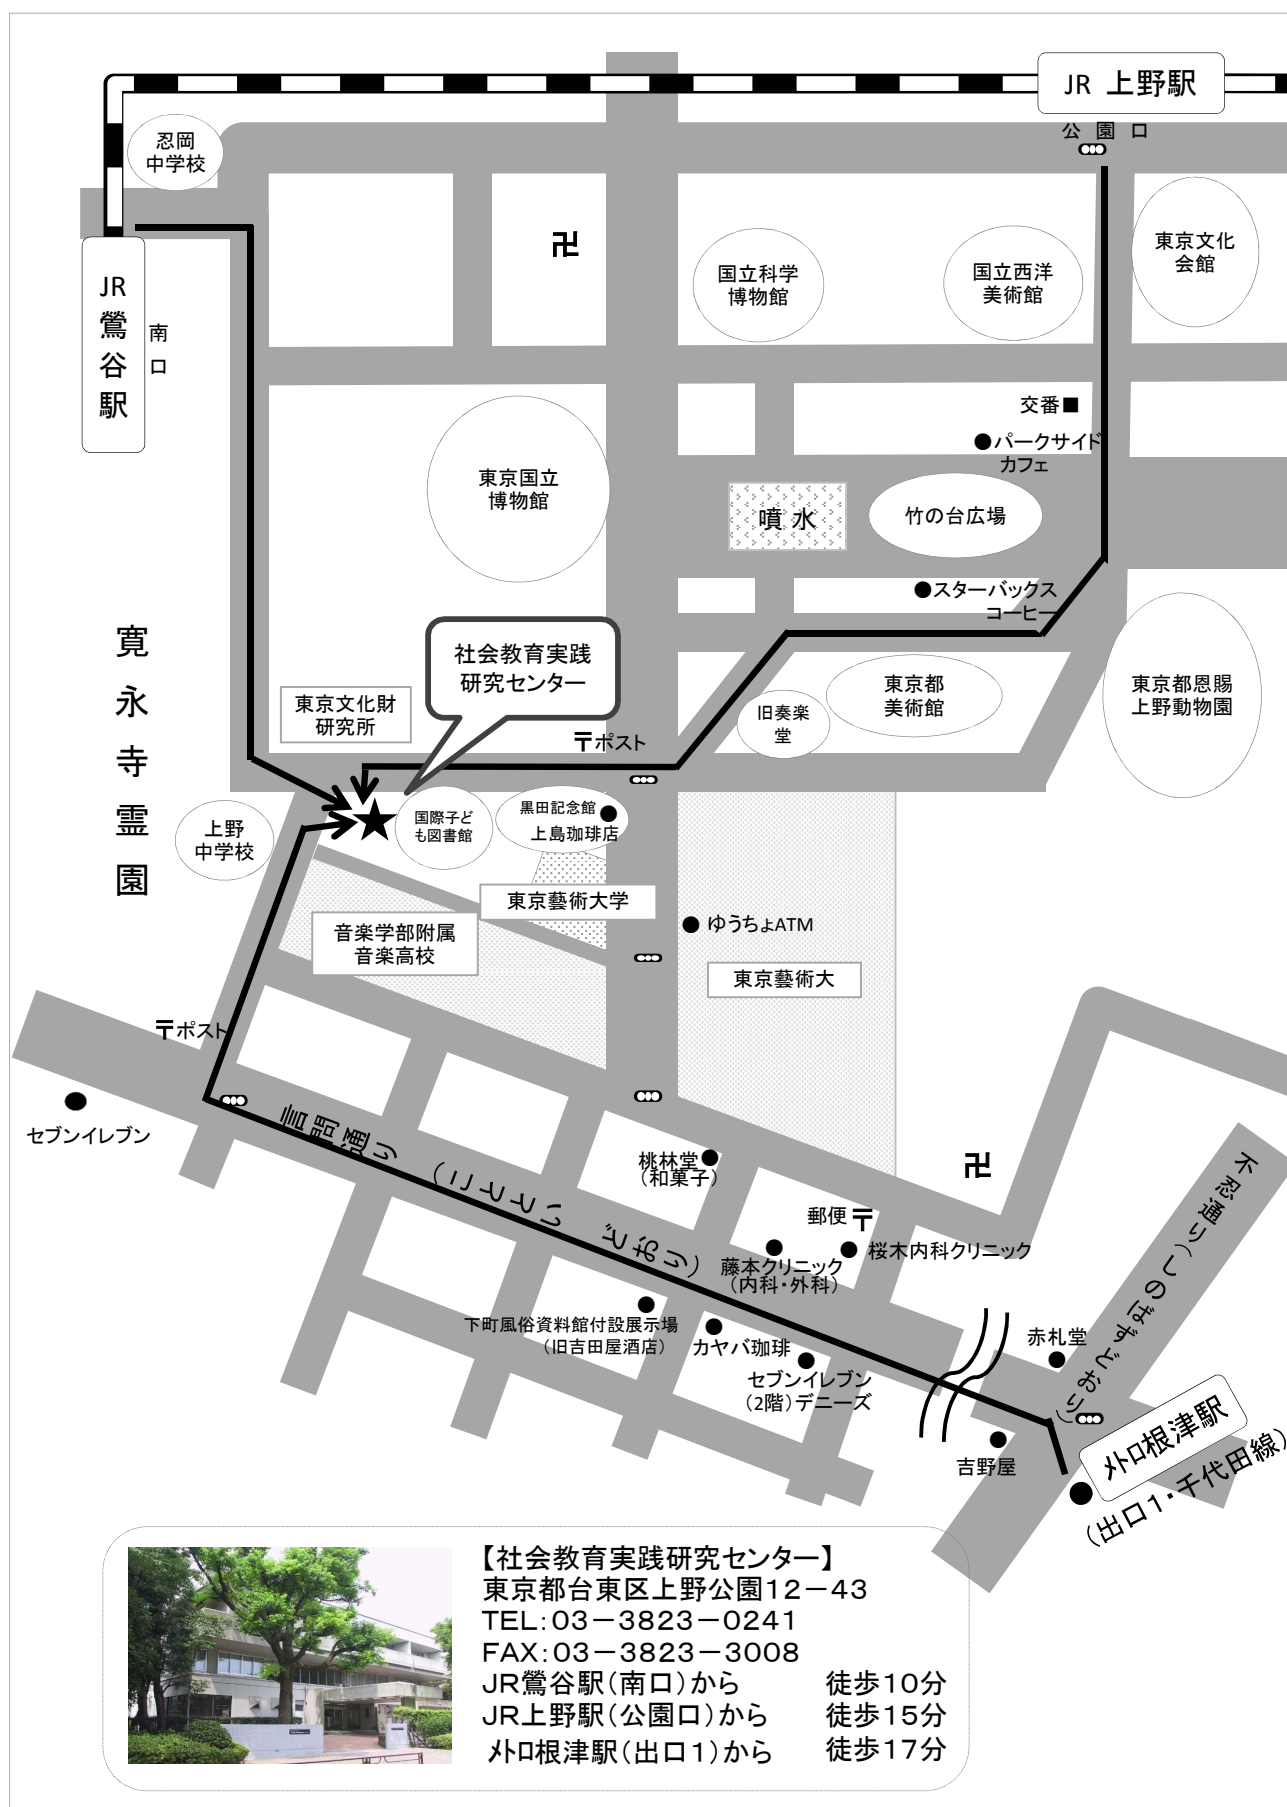 JR 上野駅
公園口
忍岡
中学校
JR
鶯
谷
駅
南
口
卍
国立科学
博物館
国立西洋
美術館
東京文化
会館
交番■
●パークサイド
カフェ
東京国立
博物館
噴水
竹の台広場
●スターバックス
コーヒー
寛
永
寺
霊
園
社会教育実践
研究センター
東京文化財
研究所
〒ポスト
旧奏楽
堂
東京都
美術館
東京都恩賜
上野動物園
上野
中学校
★
国際子ど
も図書館
黒田記念館
上島珈琲店
東京藝術大学
音楽学部附属
音楽高校
●ゆうちょATM
東京藝術大
〒ポスト
セブンイレブン
言問通り（こととい どおり）
桃林堂
（和菓子）
卍
不忍通り（しのばずどおり）
郵便〒
藤本クリニック
（内科・外科）
桜木内科クリニック
下町風俗資料館付設展示場
（旧吉田屋酒店）
カヤバ珈琲
セブンイレブン
（2階）デニーズ
赤札堂
吉野屋
ﾒﾄﾛ根津駅
（出口１・千代田線）
【社会教育実践研究センター】
東京都台東区上野公園１２－４３
TEL：０３－３８２３－０２４１
FAX：０３－３８２３－３００８
JR鶯谷駅（南口）から 徒歩１０分
JR上野駅（公園口）から 徒歩１５分
ﾒﾄﾛ根津駅（出口１）から 徒歩１７分